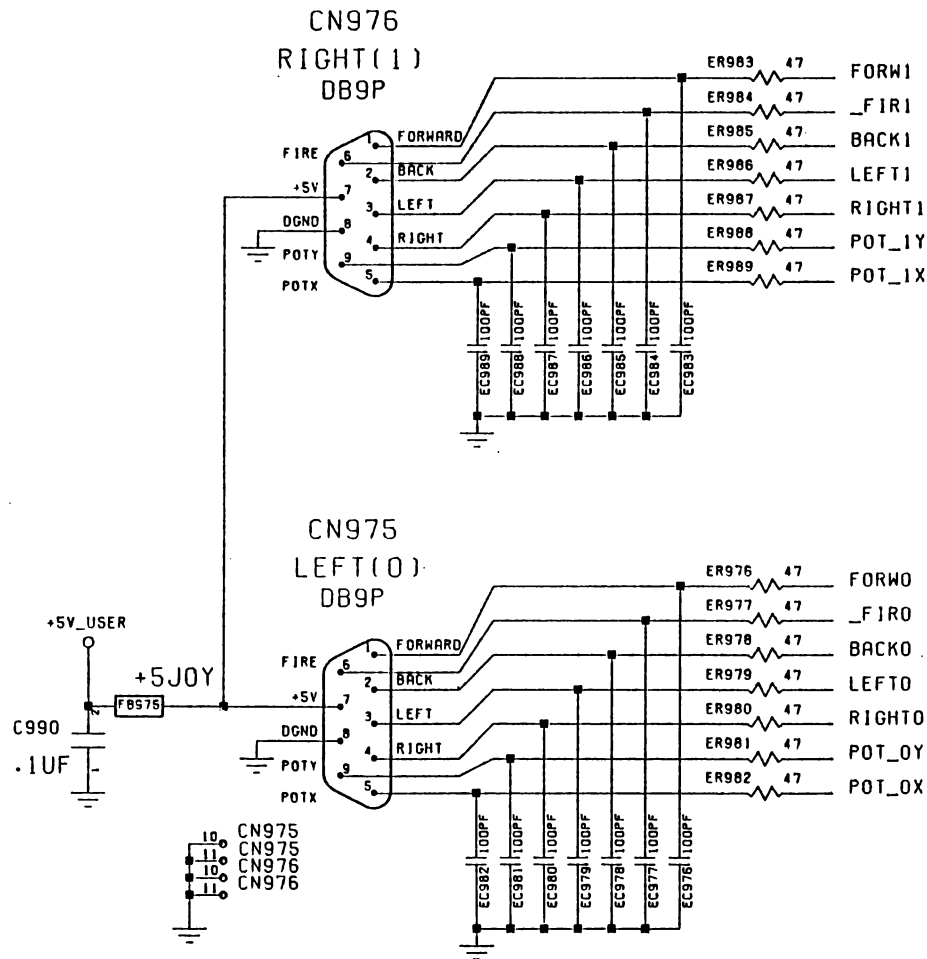 CN976
RIGHT(1)
DB9P
ER983 47 FORW1
ER984 47 _FIR1
ER985 47 BACK1
ER986 47 LEFT1
ER987 47 RIGHT1
ER988 47 POT_1Y
ER989 47 POT_1X
1 FORWARD
FIRE 6
2 BACK
+5V 7
3 LEFT
DGND 8
4 RIGHT
POTY 9
5
POTX
EC989 100PF
EC988 100PF
EC987 100PF
EC986 100PF
EC985 100PF
EC984 100PF
EC983 100PF
CN975
LEFT(0)
DB9P
ER976 47 FORW0
ER977 47 _FIR0
ER978 47 BACK0
ER979 47 LEFT0
ER980 47 RIGHT0
ER981 47 POT_0Y
ER982 47 POT_0X
+5V_USER
+5JOY
FB975
2
C990
.1UF
1
1 FORWARD
FIRE 6
2 BACK
+5V 7
3 LEFT
DGND 8
4 RIGHT
POTY 9
5
POTX
EC982 100PF
EC981 100PF
EC980 100PF
EC979 100PF
EC978 100PF
EC977 100PF
EC976 100PF
10 CN975
11 CN975
10 CN976
11 CN976